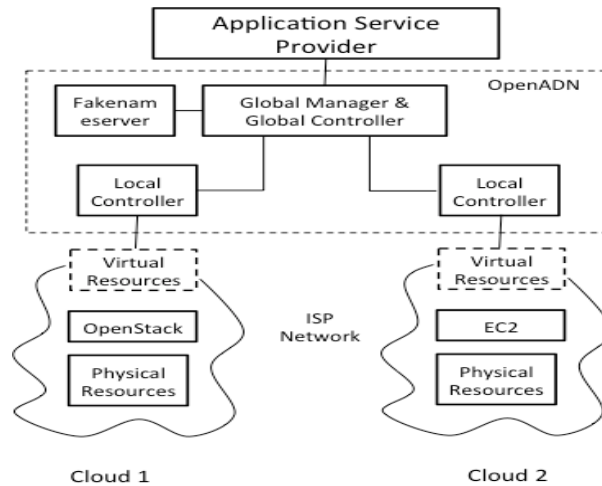 Application Service
Provider
OpenADN
Fakenam
eserver
Global Manager &
Global Controller
Local
Controller
Local
Controller
Virtual
Resources
Virtual
Resources
OpenStack
ISP
Network
EC2
Physical
Resources
Physical
Resources
Cloud 1
Cloud 2